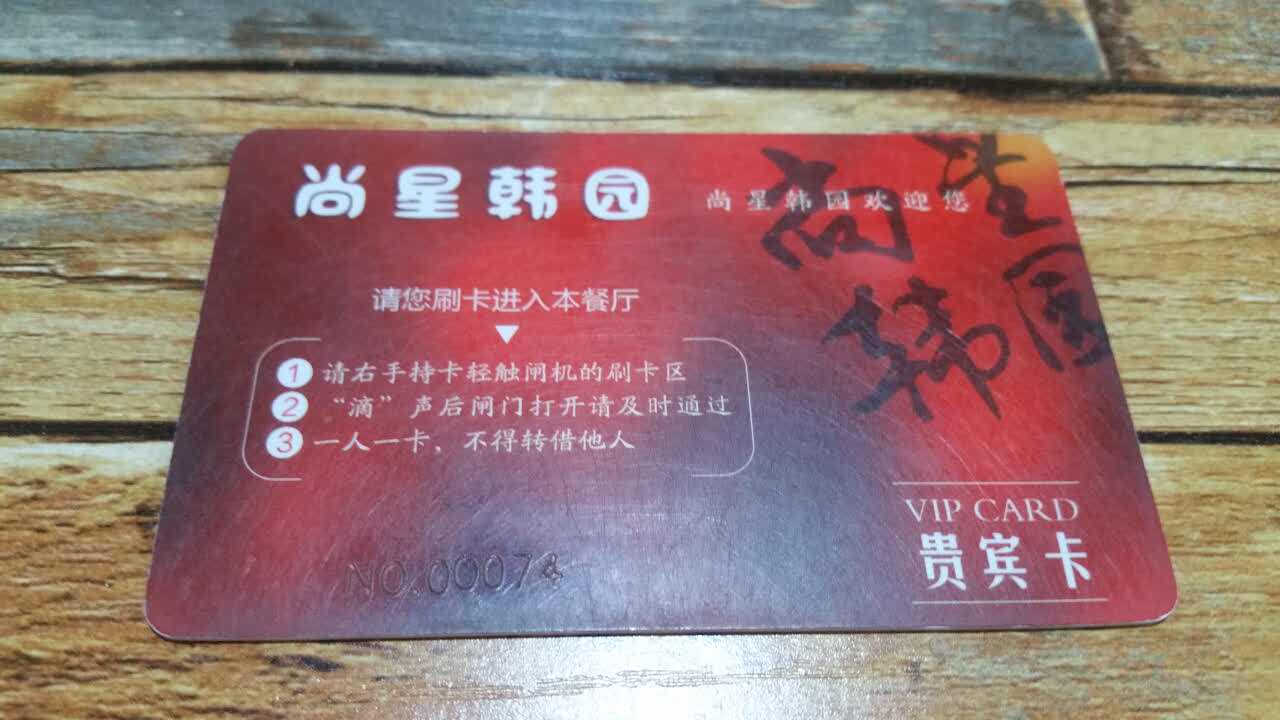 尚星韩园
尚星韩园欢迎您
尚星韩园
请您刷卡进入本餐厅
1 请右手持卡轻触闸机的刷卡区
2 “滴”声后闸门打开请及时通过
3 一人一卡，不得转借他人
VIP CARD
贵宾卡